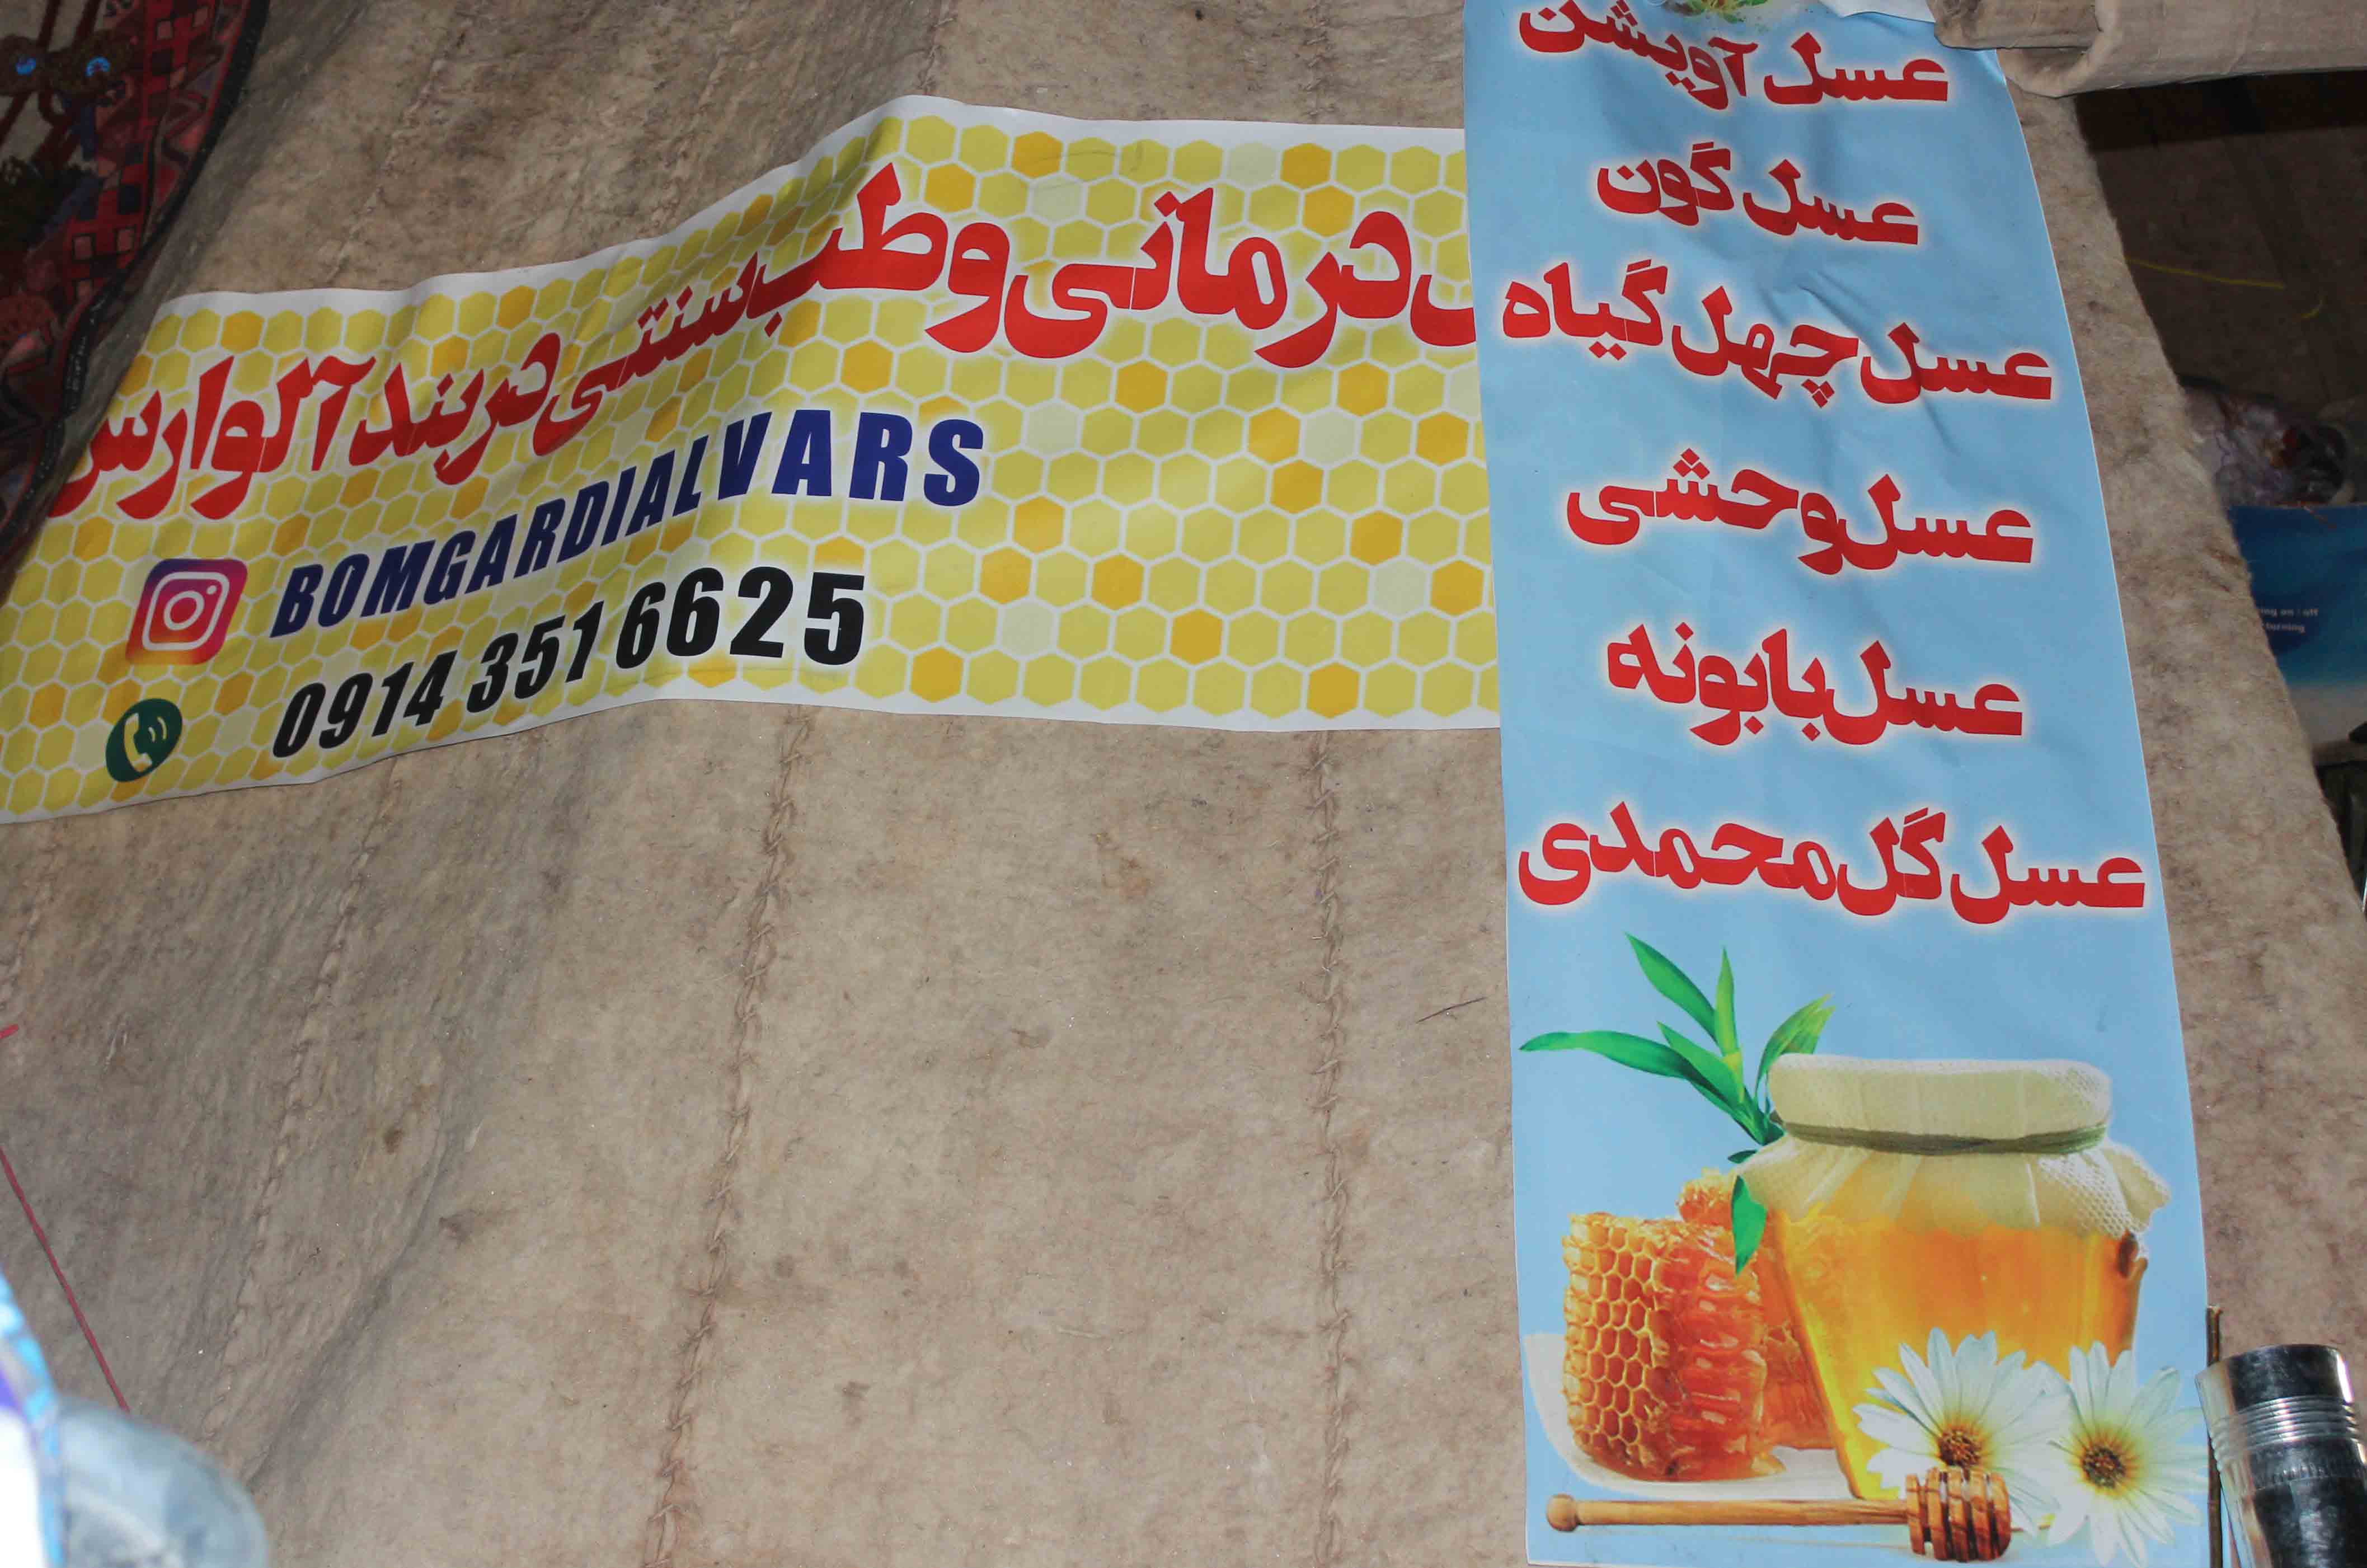 درمانی و طب سنتی دربند آلوارس
BOMGARDIALVARS
0914 351 6625
عسل آویشن
عسل گون
عسل چهل گیاه
عسل وحشی
عسل بابونه
عسل گل محمدی